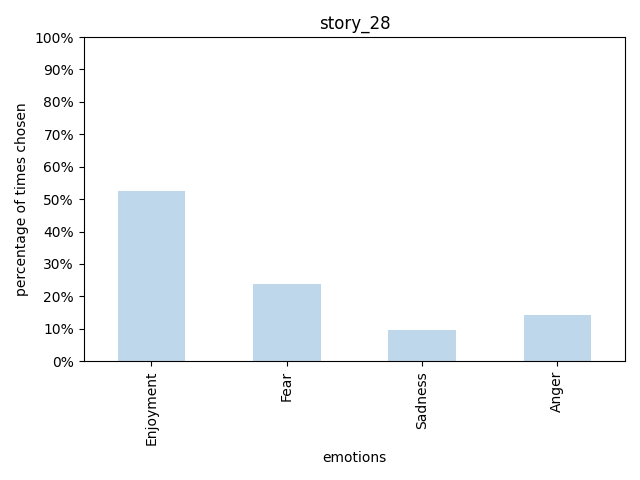 story_28
percentage of times chosen
100%
90%
80%
70%
60%
50%
40%
30%
20%
10%
0%
Enjoyment
Fear
Sadness
Anger
emotions